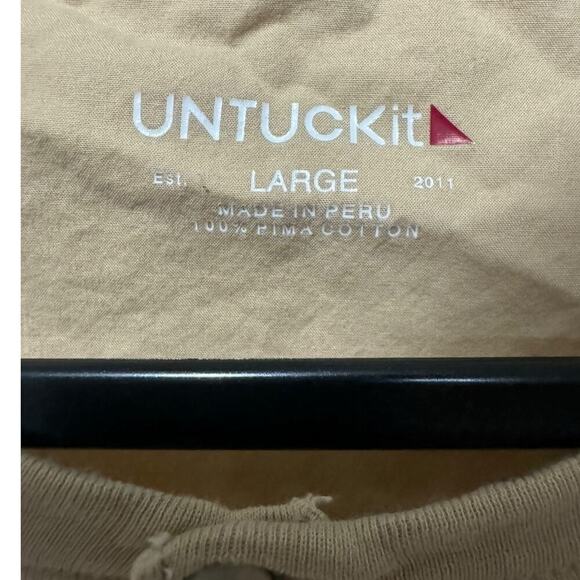 UNTUCKit
Est. LARGE 2011
MADE IN PERU
100% PIMA COTTON